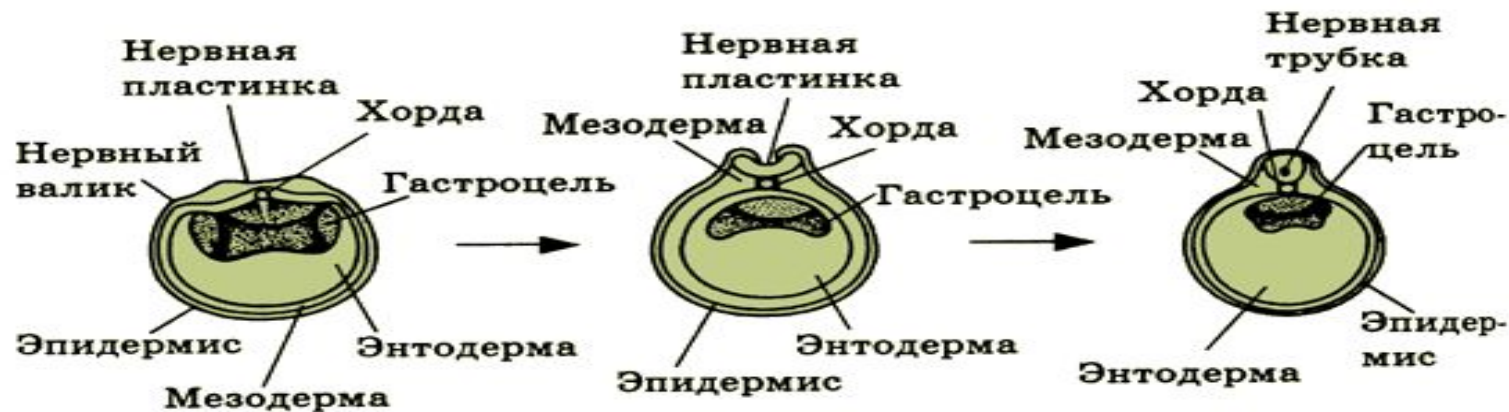 Нервная
пластинка
Хорда
Нервный
валик
Гастроцель
Эпидермис
Энтодерма
Мезодерма
Нервная
пластинка
Мезодерма
Хорда
Гастроцель
Энтодерма
Эпидермис
Нервная
трубка
Хорда
Гастро-
цель
Мезодерма
Эпидер-
мис
Энтодерма